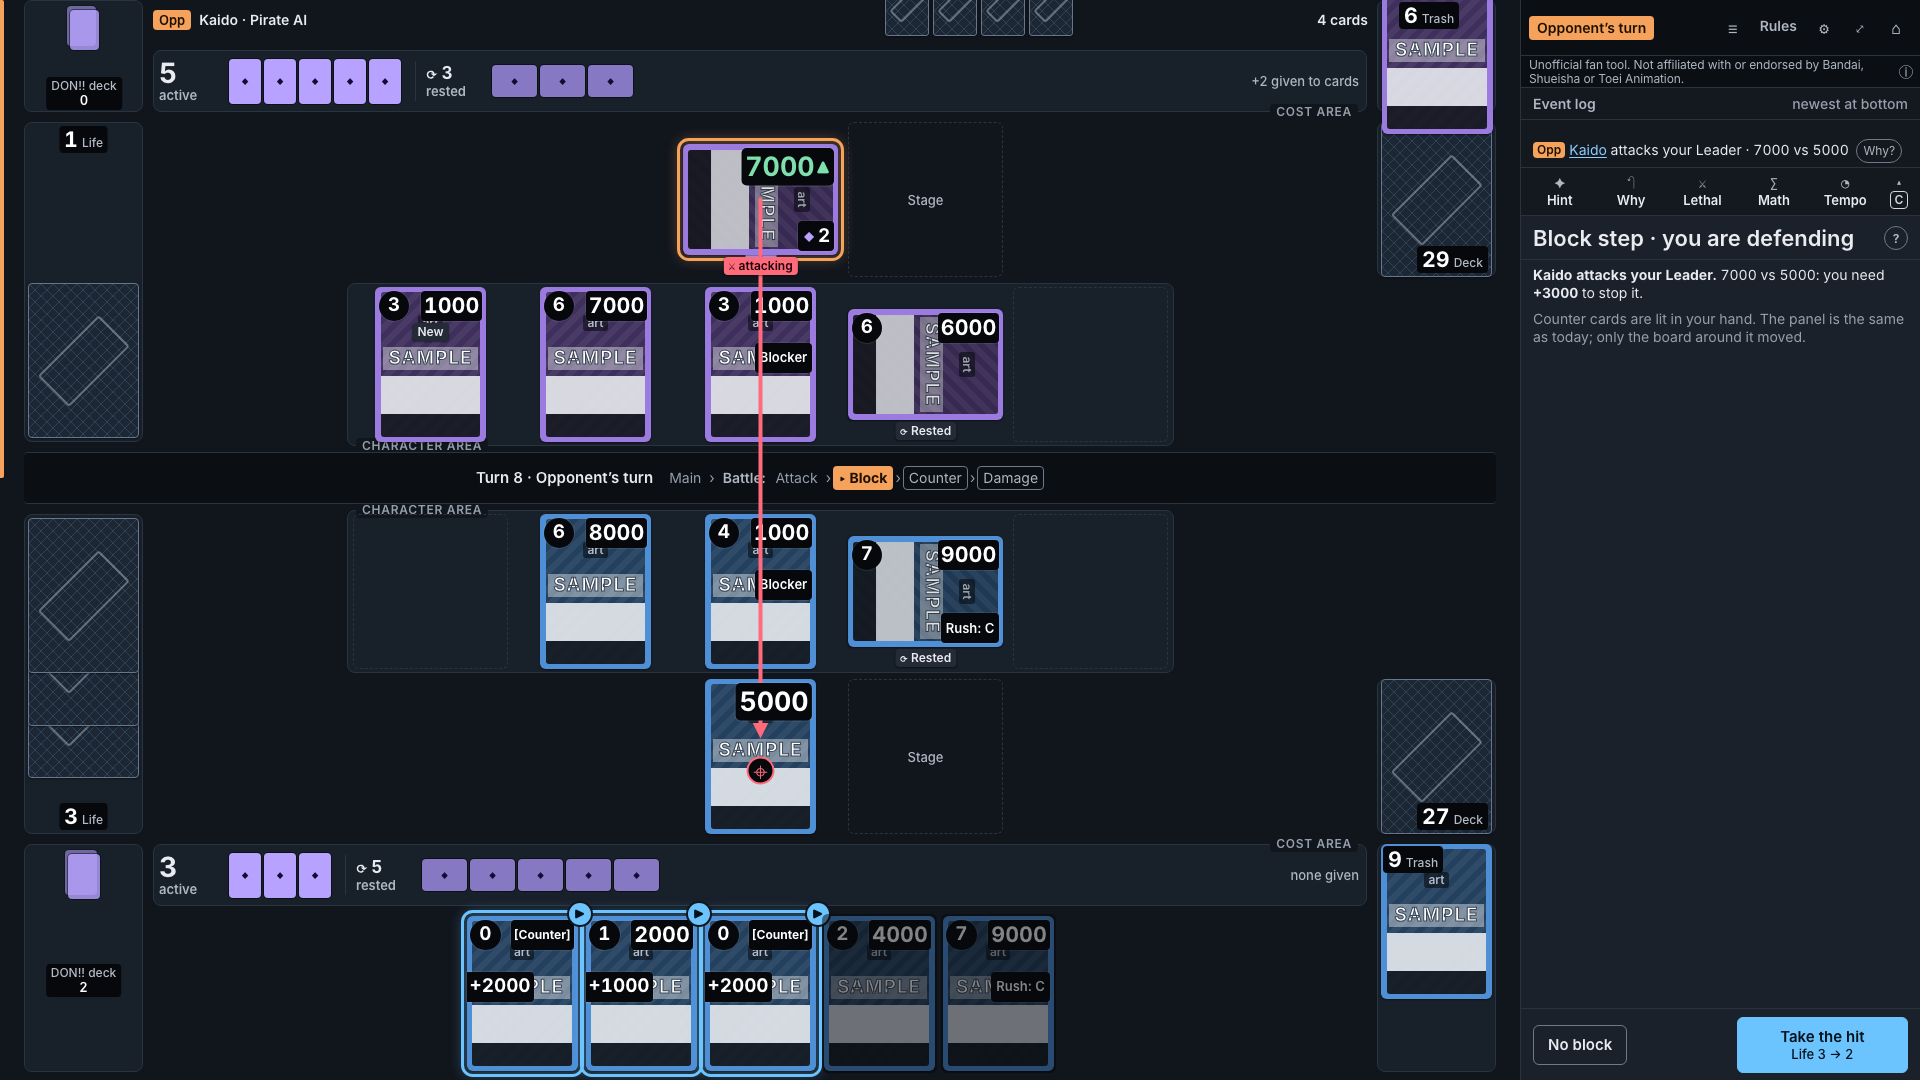 Opp Kaido · Pirate AI
4 cards
6 Trash
SAMPLE
DON!! deck
0
5
active
3
rested
+2 given to cards
COST AREA
1 Life
7000
art
2
attacking
Stage
29 Deck
3 1000
New
SAMPLE
6 7000
art
SAMPLE
3 1000
art
Blocker
6 6000
SAMPLE
art
Rested
CHARACTER AREA
Turn 8 · Opponent's turn Main › Battle: Attack › Block › Counter › Damage
CHARACTER AREA
6 8000
art
SAMPLE
4 1000
art
Blocker
7 9000
SAMPLE
art
Rush: C
Rested
5000
SAMPLE
Stage
3 Life
27 Deck
COST AREA
3
active
5
rested
none given
9 Trash
art
SAMPLE
DON!! deck
2
0 [Counter]
art
+2000
1 2000
art
+1000
0 [Counter]
art
+2000
2 4000
art
SAMPLE
7 9000
art
Rush: C
Opponent's turn
Rules
Unofficial fan tool. Not affiliated with or endorsed by Bandai,
Shueisha or Toei Animation.
Event log newest at bottom
Opp Kaido attacks your Leader · 7000 vs 5000 Why?
Hint Why Lethal Math Tempo C
Block step · you are defending ?
Kaido attacks your Leader. 7000 vs 5000: you need
+3000 to stop it.
Counter cards are lit in your hand. The panel is the same
as today; only the board around it moved.
No block
Take the hit
Life 3 → 2